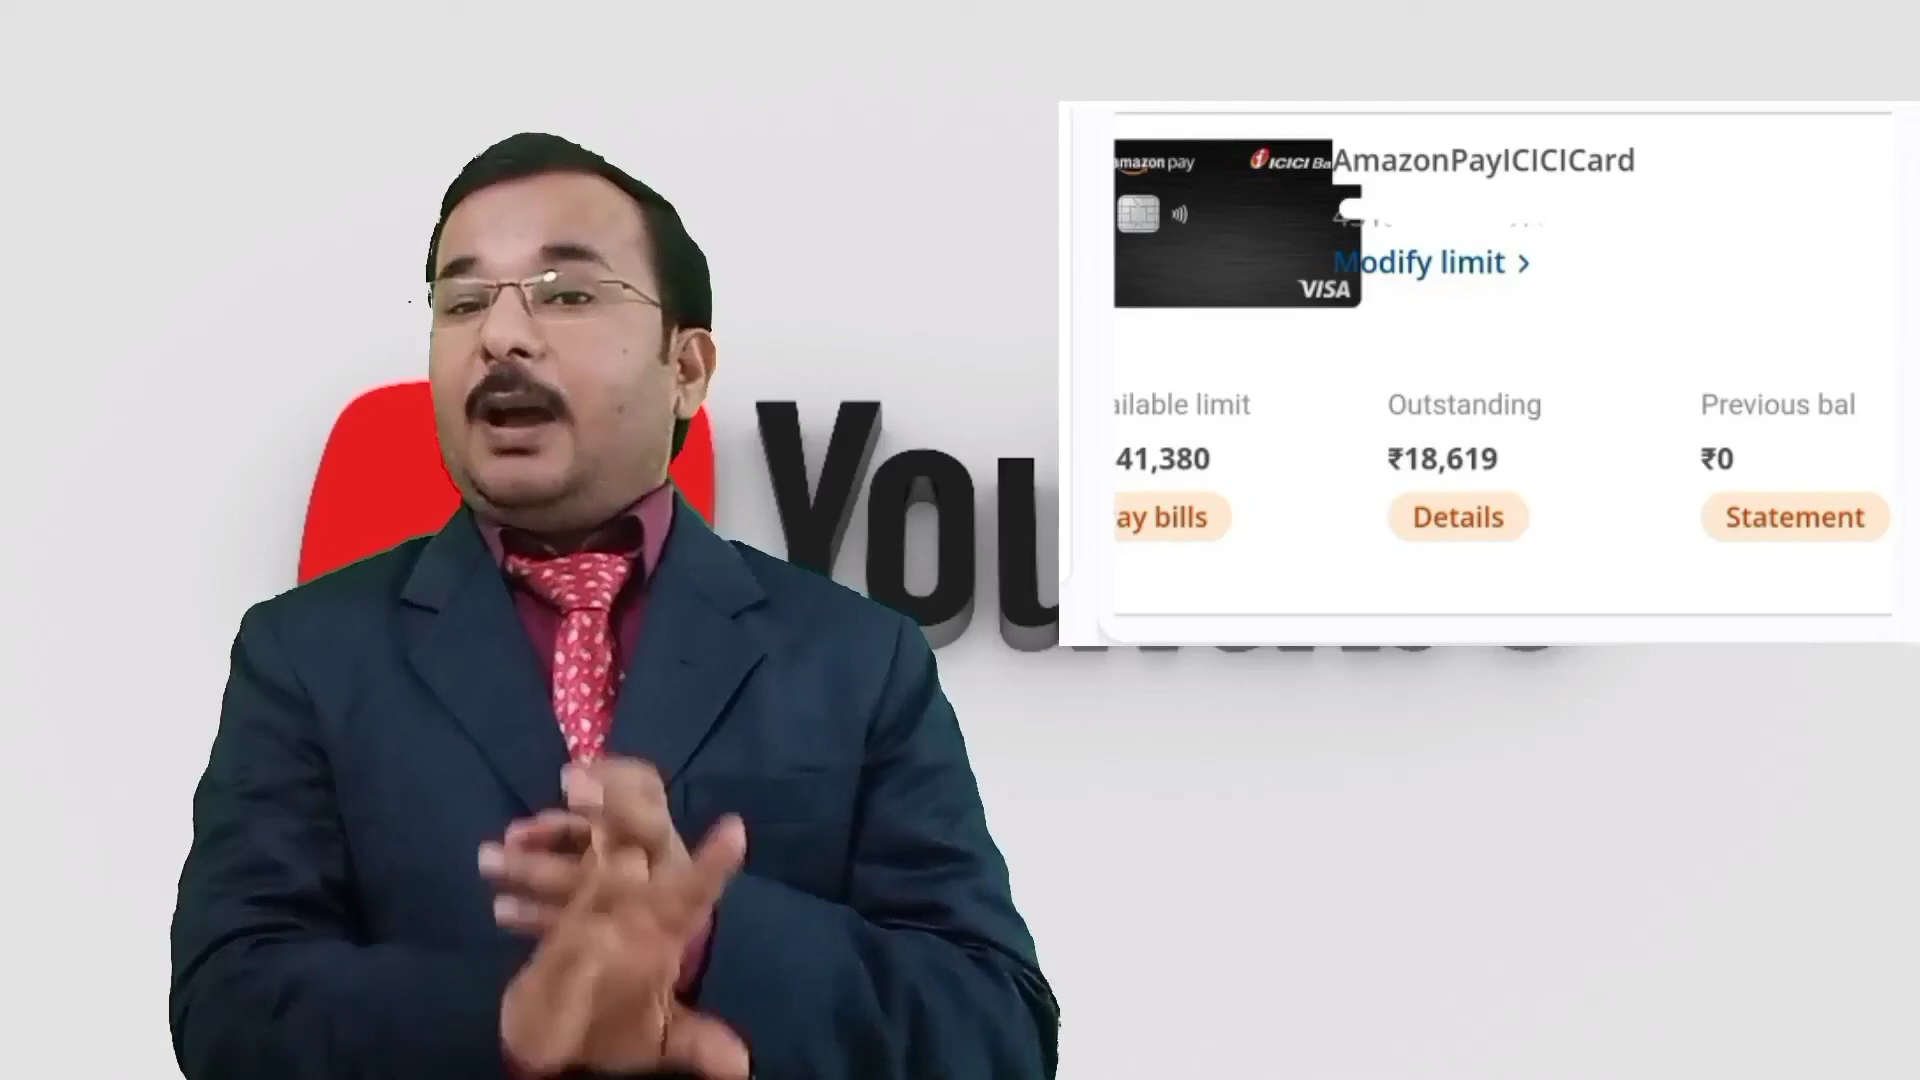 You
amazon pay
ICICI Ba
VISA
AmazonPayICICICard
Modify limit >
ailable limit
41,380
ay bills
Outstanding
₹18,619
Details
Previous bal
₹0
Statement